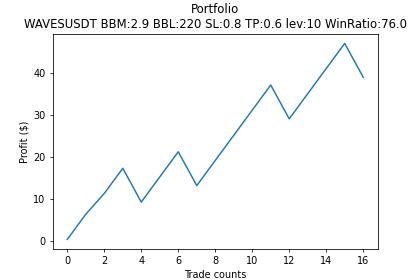 Portfolio
WAVESUSDT BBM:2.9 BBL:220 SL:0.8 TP:0.6 lev:10 WinRatio:76.0
Profit ($)
40
30
20
10
0
0 2 4 6 8 10 12 14 16
Trade counts